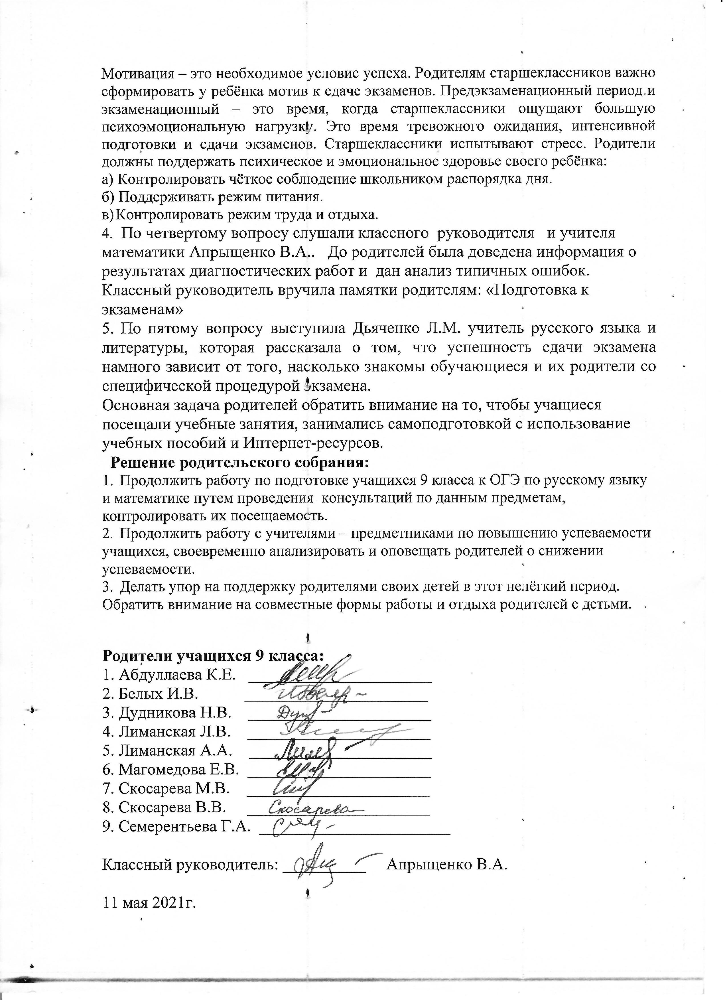 Мотивация – это необходимое условие успеха. Родителям старшеклассников важно
сформировать у ребёнка мотив к сдаче экзаменов. Предэкзаменационный период и
экзаменационный – это время, когда старшеклассники ощущают большую
психоэмоциональную нагрузку. Это время тревожного ожидания, интенсивной
подготовки и сдачи экзаменов. Старшеклассники испытывают стресс. Родители
должны поддержать психическое и эмоциональное здоровье своего ребёнка:
а) Контролировать чёткое соблюдение школьником распорядка дня.
б) Поддерживать режим питания.
в) Контролировать режим труда и отдыха.
4. По четвертому вопросу слушали классного руководителя и учителя
математики Апрыщенко В.А.. До родителей была доведена информация о
результатах диагностических работ и дан анализ типичных ошибок.
Классный руководитель вручила памятки родителям: «Подготовка к
экзаменам»
5. По пятому вопросу выступила Дьяченко Л.М. учитель русского языка и
литературы, которая рассказала о том, что успешность сдачи экзамена
намного зависит от того, насколько знакомы обучающиеся и их родители со
специфической процедурой экзамена.
Основная задача родителей обратить внимание на то, чтобы учащиеся
посещали учебные занятия, занимались самоподготовкой с использование
учебных пособий и Интернет-ресурсов.
Решение родительского собрания:
1. Продолжить работу по подготовке учащихся 9 класса к ОГЭ по русскому языку
и математике путем проведения консультаций по данным предметам,
контролировать их посещаемость.
2. Продолжить работу с учителями – предметниками по повышению успеваемости
учащихся, своевременно анализировать и оповещать родителей о снижении
успеваемости.
3. Делать упор на поддержку родителями своих детей в этот нелёгкий период.
Обратить внимание на совместные формы работы и отдыха родителей с детьми.
Родители учащихся 9 класса:
1. Абдуллаева К.Е.
2. Белых И.В.
3. Дудникова Н.В.
4. Лиманская Л.В.
5. Лиманская А.А.
6. Магомедова Е.В.
7. Скосарева М.В.
8. Скосарева В.В. Скосарева
9. Семерентьева Г.А.
Классный руководитель: Апрыщенко В.А.
11 мая 2021г.